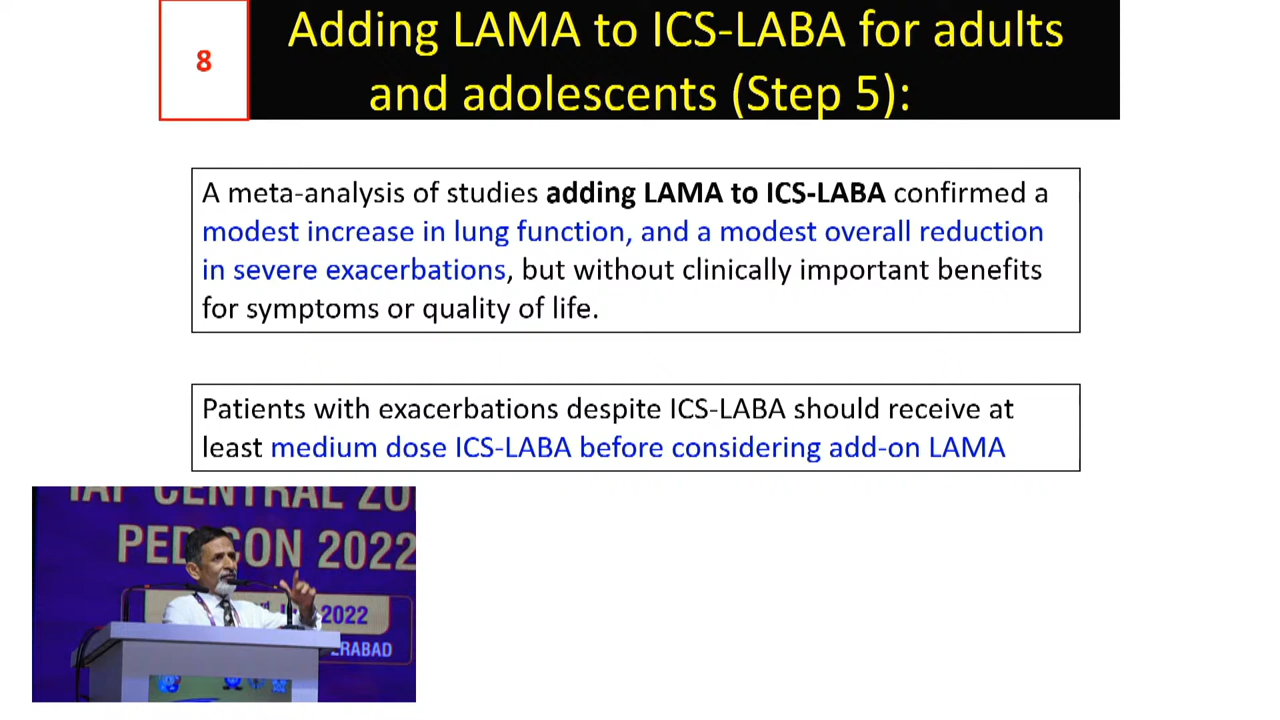 8
Adding LAMA to ICS-LABA for adults
and adolescents (Step 5):
A meta-analysis of studies adding LAMA to ICS-LABA confirmed a
modest increase in lung function, and a modest overall reduction
in severe exacerbations, but without clinically important benefits
for symptoms or quality of life.
Patients with exacerbations despite ICS-LABA should receive at
least medium dose ICS-LABA before considering add-on LAMA
IAP CENTRAL
PEDICON 2022
2022